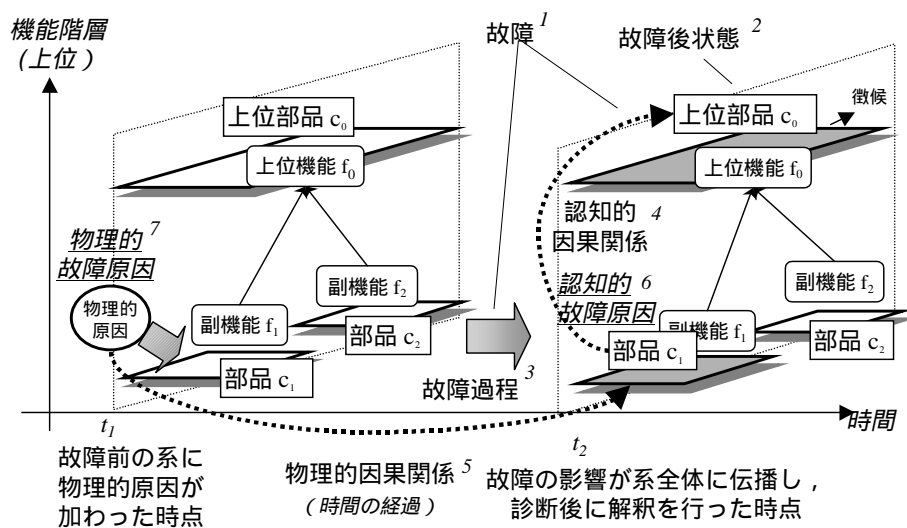 機能階層
(上位)
故障 1
故障後状態 2
徴候
上位部品 c0
上位機能 f0
上位部品 c0
上位機能 f0
物理的 7
故障原因
物理的
原因
副機能 f1
副機能 f2
部品 c1
部品 c2
故障過程 3
認知的 4
因果関係
認知的 6
故障原因
副機能 f1
副機能 f2
部品 c1
部品 c2
時間
t1
故障前の系に
物理的原因が
加わった時点
物理的因果関係 5
(時間の経過)
t2
故障の影響が系全体に伝播し,
診断後に解釈を行った時点